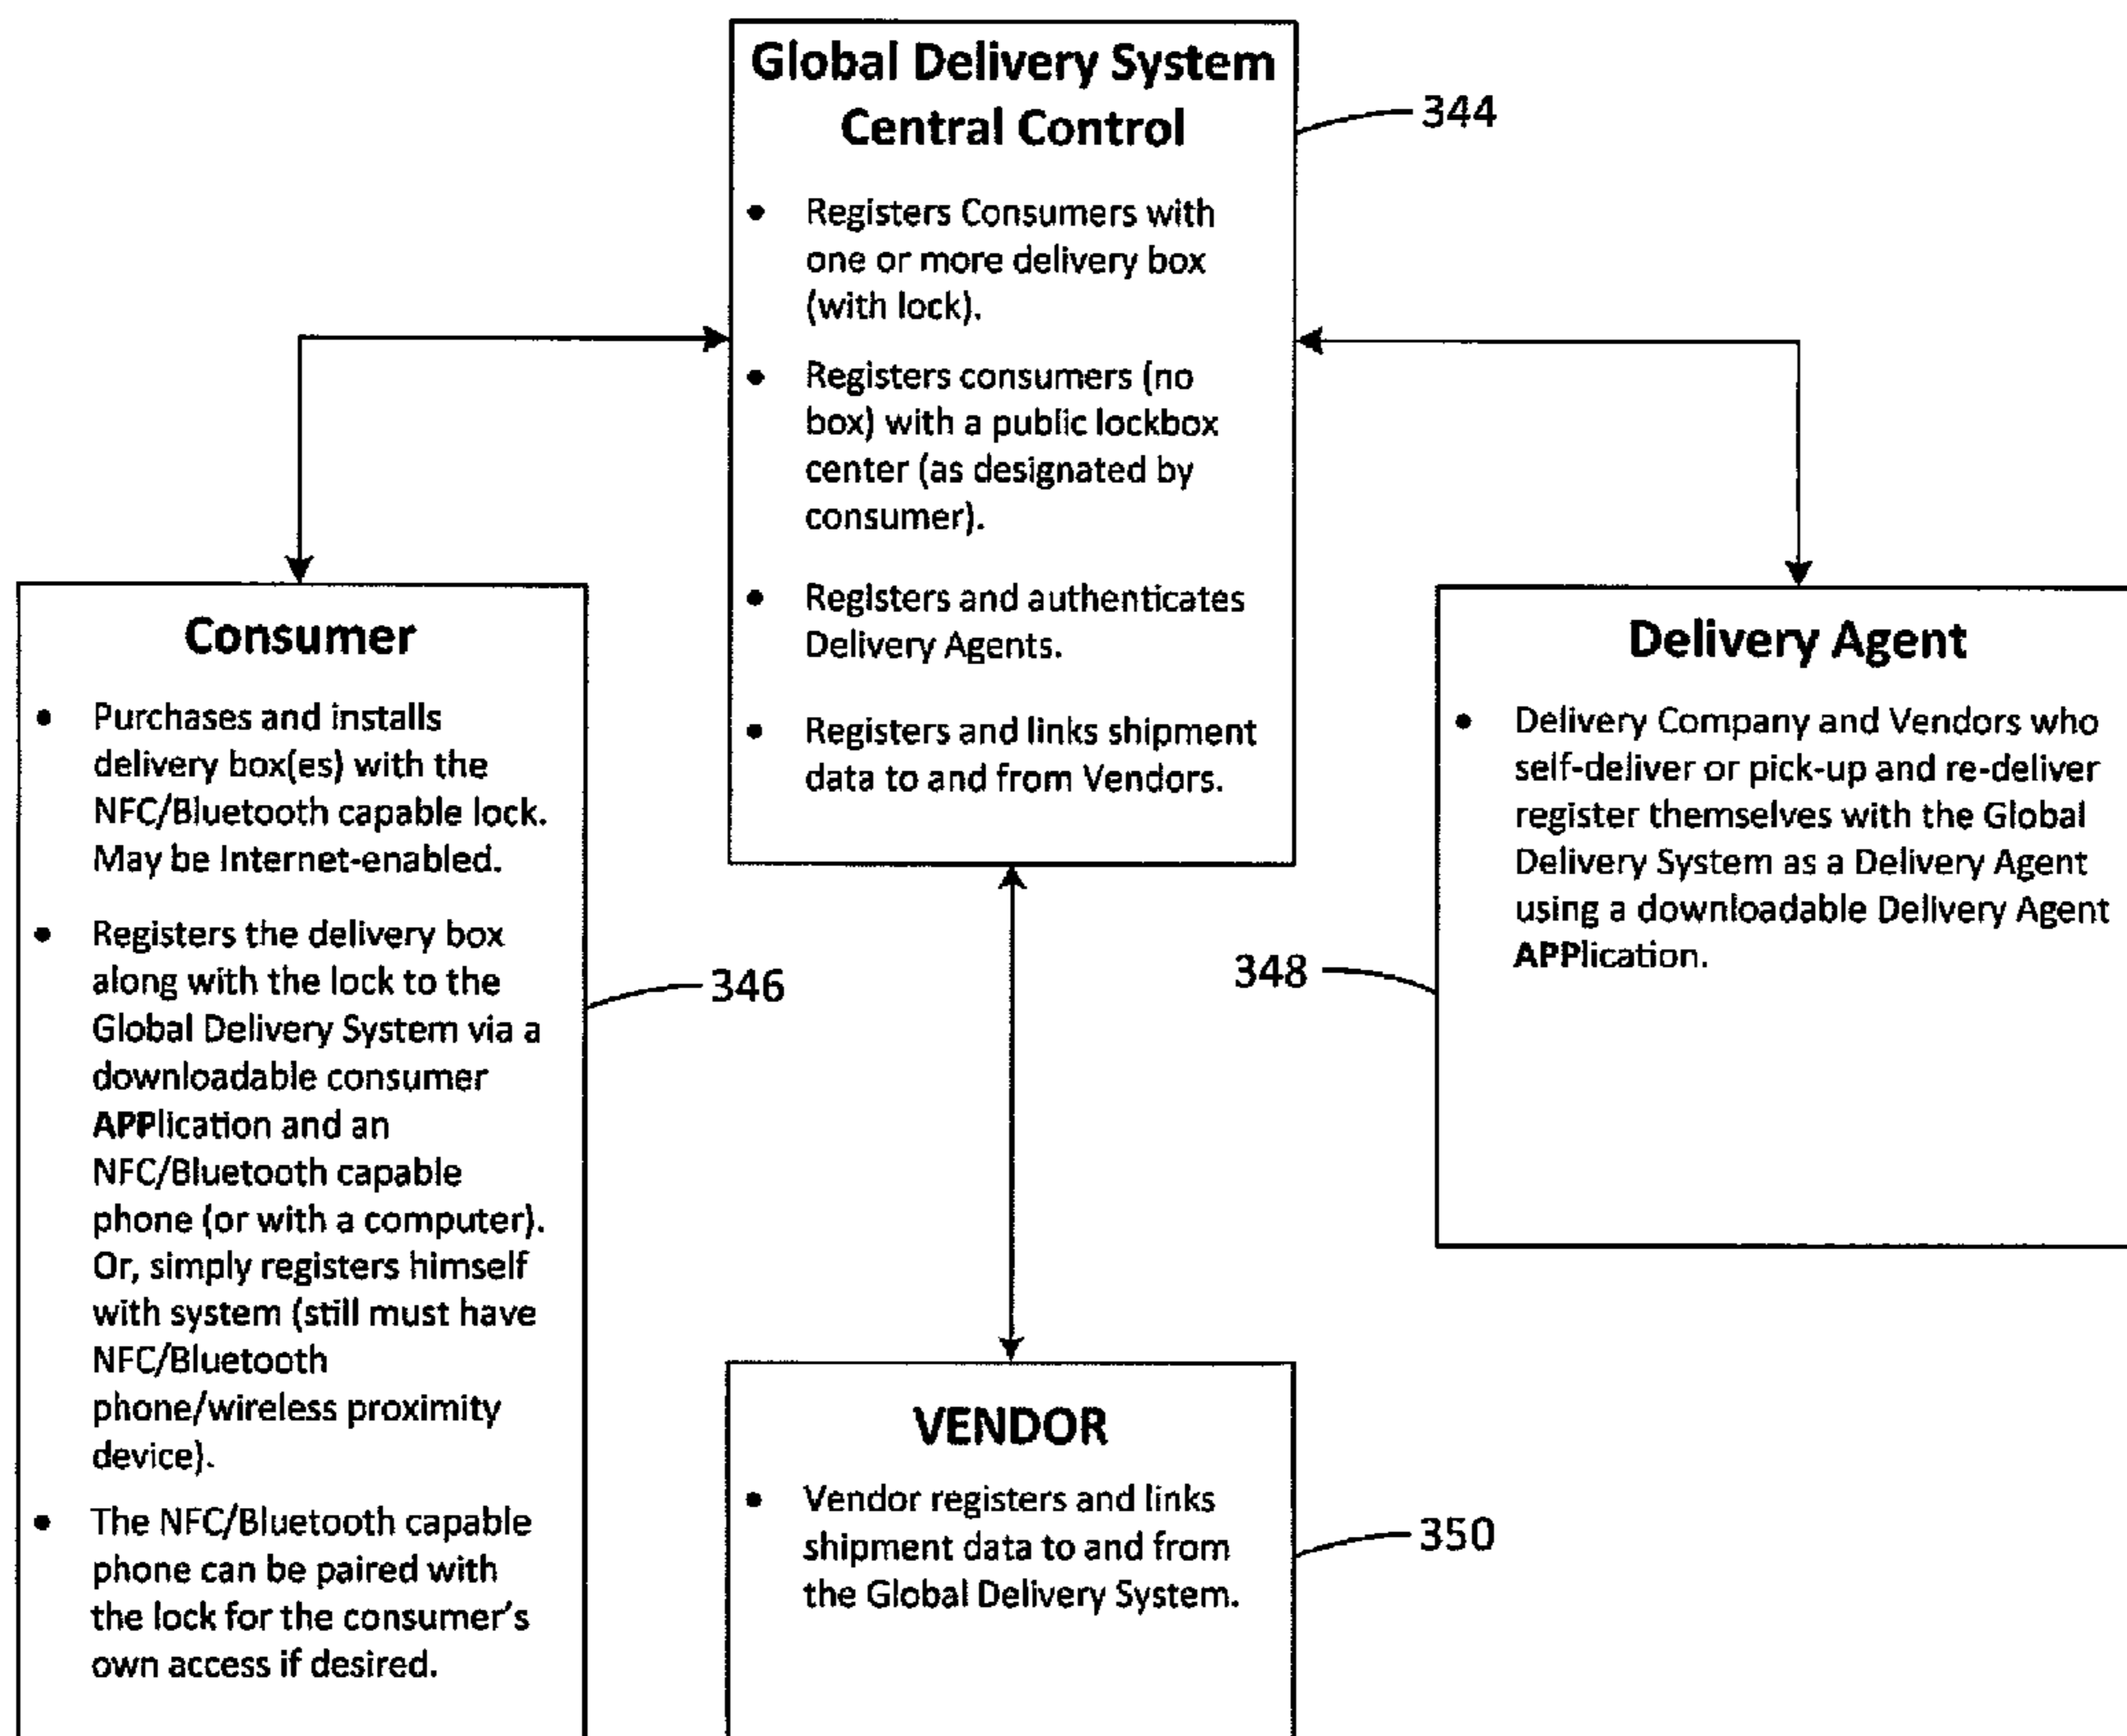 Global Delivery System
Central Control
• Registers Consumers with
one or more delivery box
(with lock).
• Registers consumers (no
box) with a public lockbox
center (as designated by
consumer).
• Registers and authenticates
Delivery Agents.
• Registers and links shipment
data to and from Vendors.
344
Consumer
• Purchases and installs
delivery box(es) with the
NFC/Bluetooth capable lock.
May be Internet-enabled.
• Registers the delivery box
along with the lock to the
Global Delivery System via a
downloadable consumer
APPlication and an
NFC/Bluetooth capable
phone (or with a computer).
Or, simply registers himself
with system (still must have
NFC/Bluetooth
phone/wireless proximity
device).
• The NFC/Bluetooth capable
phone can be paired with
the lock for the consumer's
own access if desired.
346
Delivery Agent
• Delivery Company and Vendors who
self-deliver or pick-up and re-deliver
register themselves with the Global
Delivery System as a Delivery Agent
using a downloadable Delivery Agent
APPlication.
348
VENDOR
• Vendor registers and links
shipment data to and from
the Global Delivery System.
350